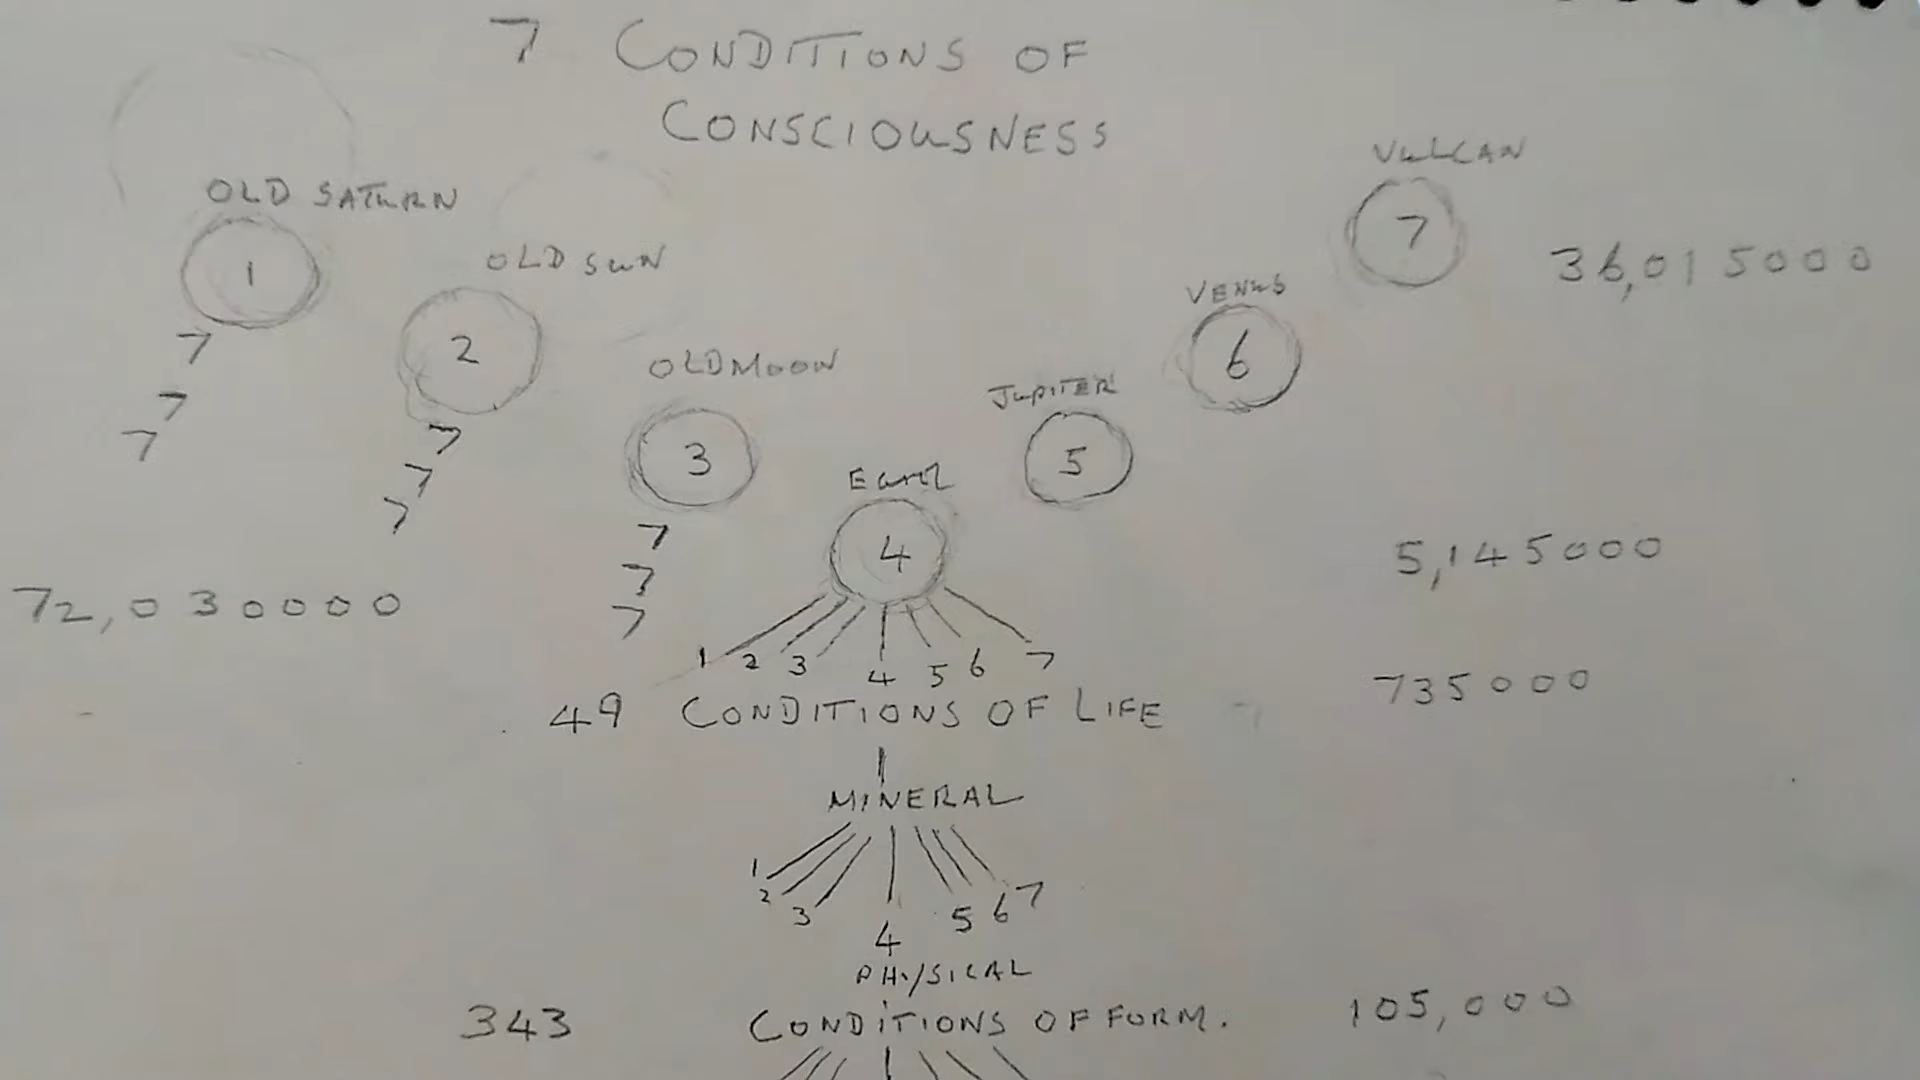 7 CONDITIONS OF
CONSCIOUSNESS
OLD SATURN
1
7
7
7
OLD SUN
2
7
7
7
OLD MOON
3
7
7
7
EARTH
4
JUPITER
5
VENUS
6
VULCAN
7
36,015000
72,030000
5,145000
1 2 3 4 5 6 7
49 CONDITIONS OF LIFE
735000
MINERAL
1 2 3 4 5 6 7
PHYSICAL
343 CONDITIONS OF FORM. 105,000